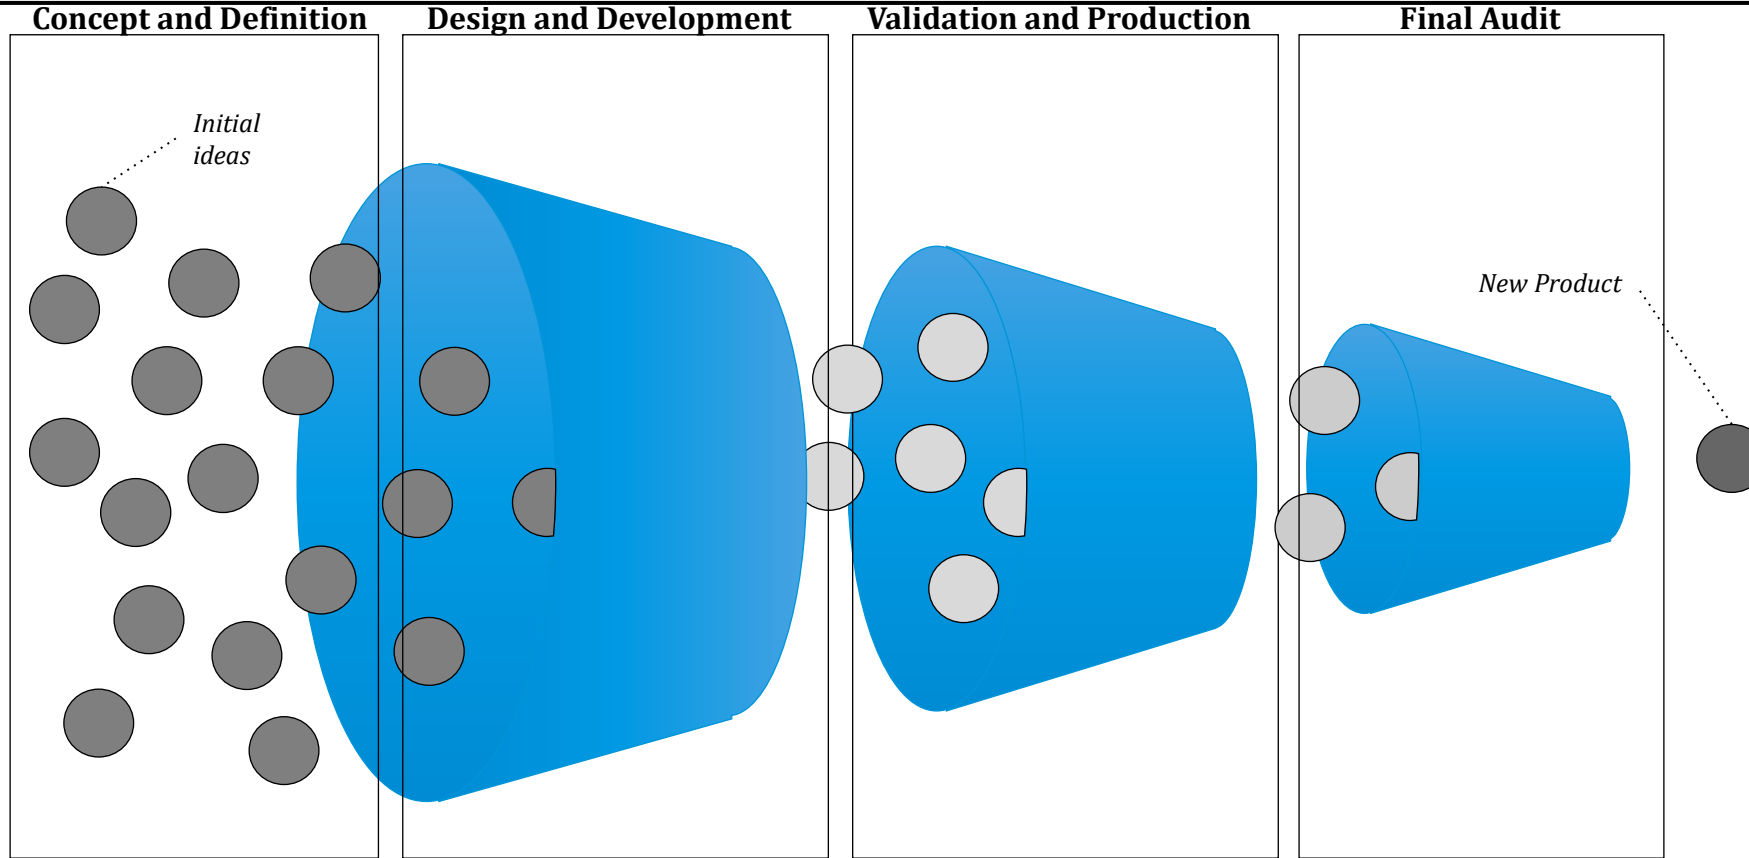 Concept and Definition
Design and Development
Validation and Production
Final Audit
Initial
ideas
New Product